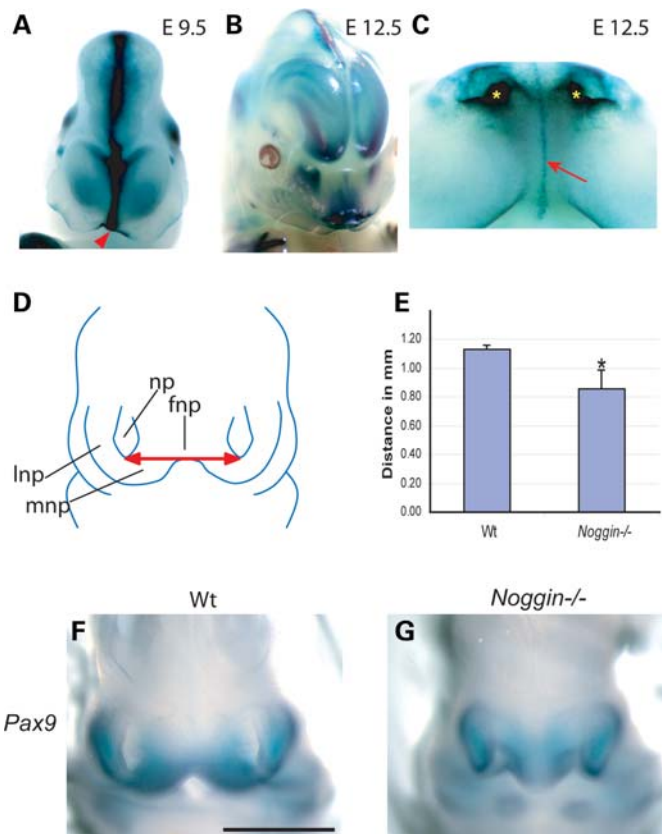 A E 9.5
B E 12.5
C E 12.5
*
*
D
np
fnp
lnp
mnp
E
Distance in mm
1.20
1.00
0.80
0.60
0.40
0.20
0.00
*
Wt
Noggin-/-
Wt
Noggin-/-
Pax9
F
G